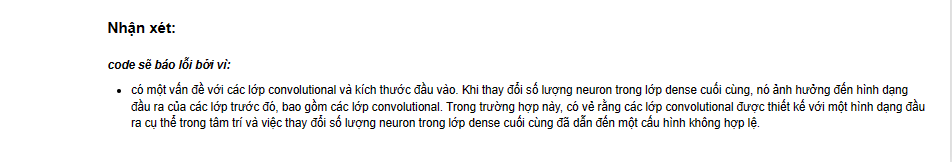 Nhận xét:
code sẽ báo lỗi bởi vì:
• có một vấn đề với các lớp convolutional và kích thước đầu vào. Khi thay đổi số lượng neuron trong lớp dense cuối cùng, nó ảnh hưởng đến hình dạng
đầu ra của các lớp trước đó, bao gồm các lớp convolutional. Trong trường hợp này, có vẻ rằng các lớp convolutional được thiết kế với một hình dạng đầu
ra cụ thể trong tâm trí và việc thay đổi số lượng neuron trong lớp dense cuối cùng đã dẫn đến một cấu hình không hợp lệ.